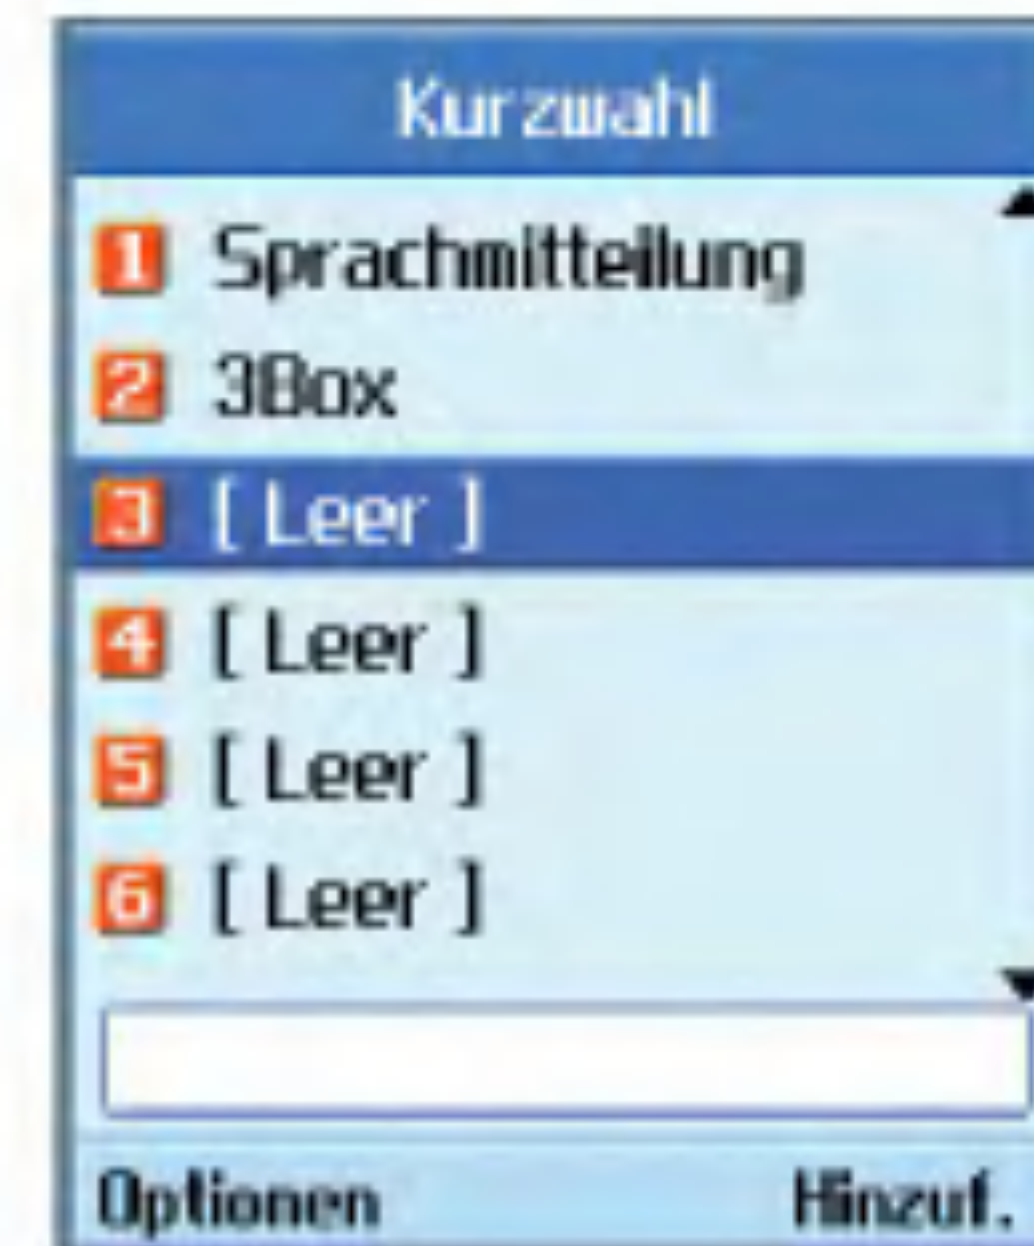 Kurzwahl
1 Sprachmitteilung
2 3Box
3 [ Leer ]
4 [ Leer ]
5 [ Leer ]
6 [ Leer ]
Optionen Hinzuf.